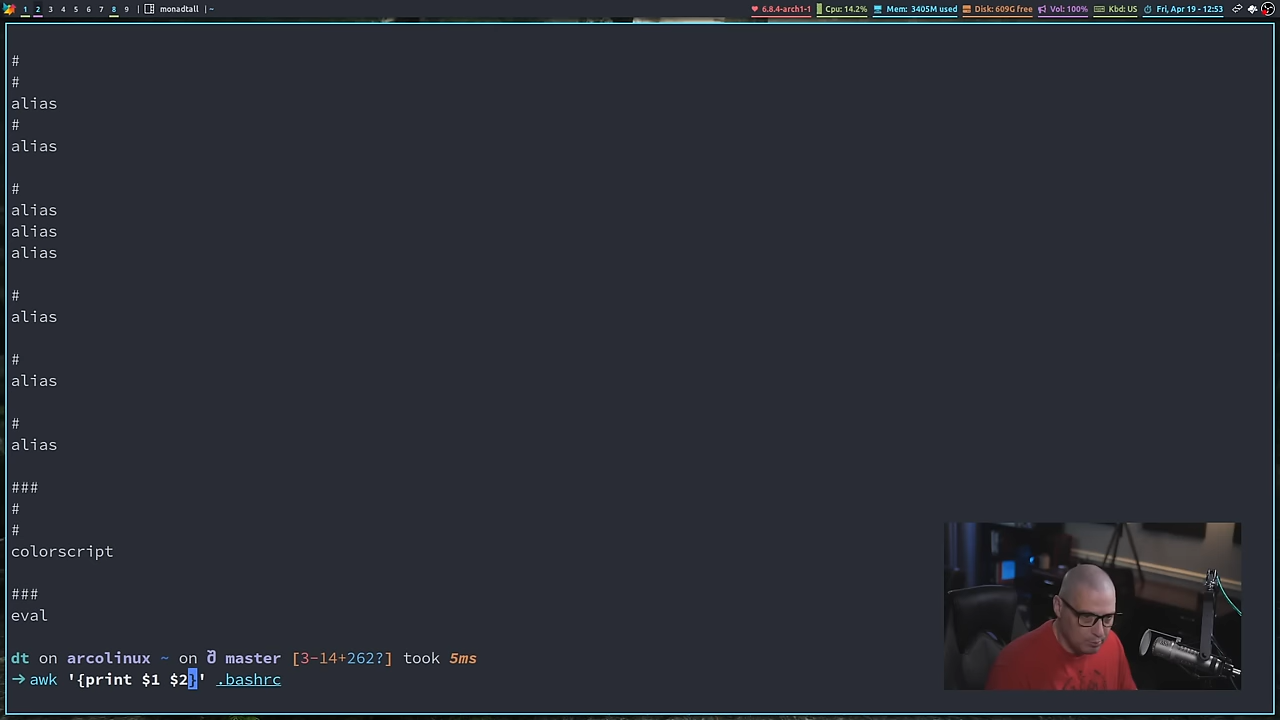 1 2 3 4 5 6 7 8 9 | monadtall | ~ 6.8.4-arch1-1 Cpu: 14.2% Mem: 3405M used Disk: 609G free Vol: 100% Kbd: US Fri, Apr 19 - 12:53
#
#
alias
#
alias
#
alias
alias
alias
#
alias
#
alias
#
alias
###
#
#
colorscript
###
eval
dt on arcolinux ~ on master [3-14+262?] took 5ms
→ awk '{print $1 $2}' .bashrc